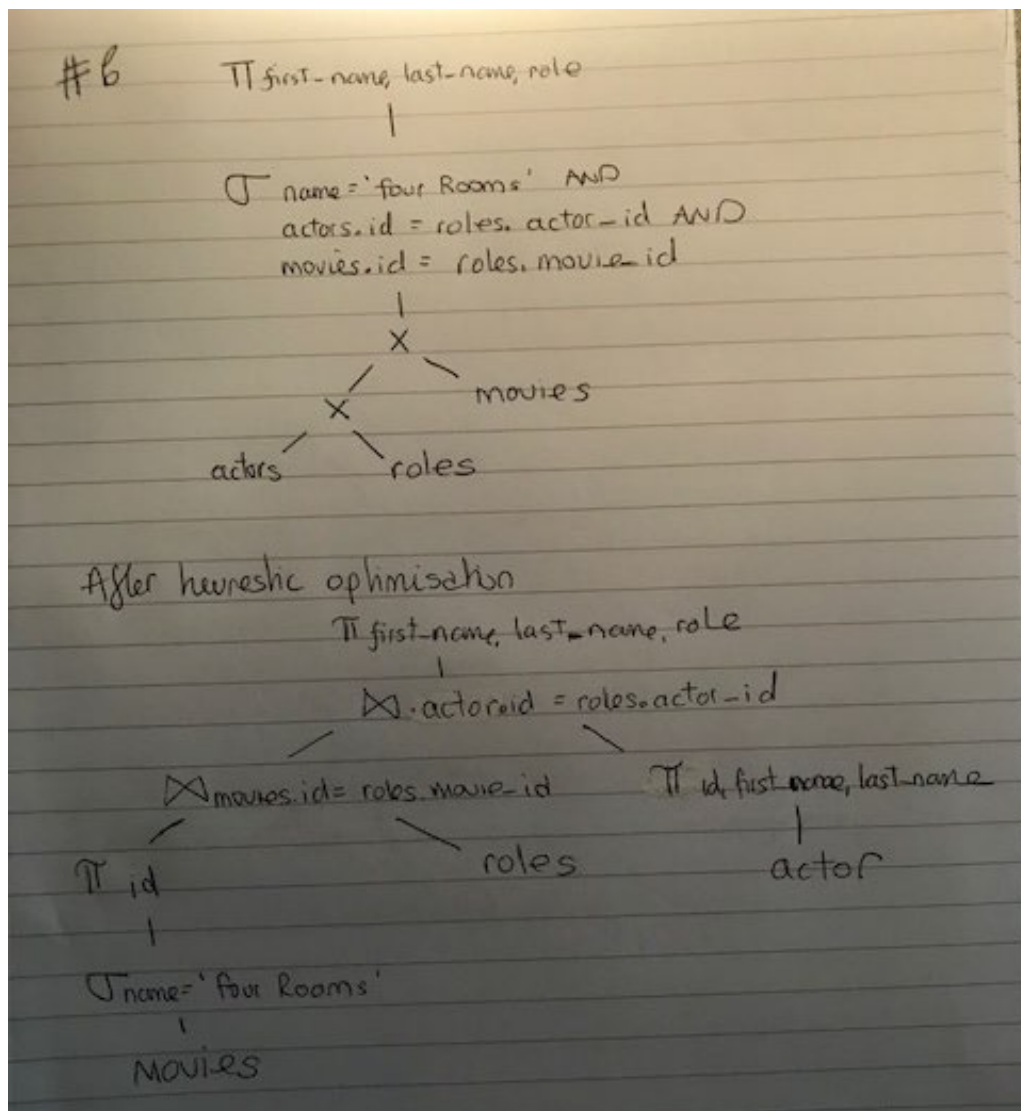 #6 π first_name, last_name, role
σ name='four Rooms' AND
actors.id = roles.actor_id AND
movies.id = roles.movie_id
×
× movies
actors roles
After heurestic optimisation
π first_name, last_name, role
⋈.actor.id = roles.actor_id
⋈ movies.id= roles.movie_id π id, first_name, last_name
π id roles actor
σ name='four Rooms'
Movies